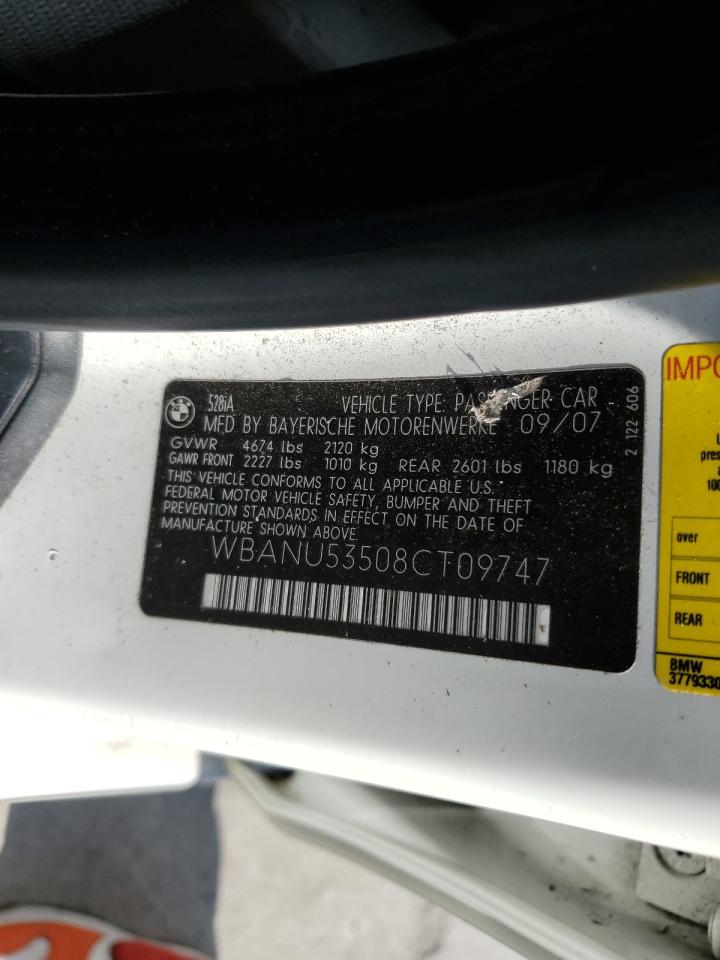 528iA VEHICLE TYPE PASSENGER CAR
MFD BY BAYERISCHE MOTORENWERKE 09/07
GVWR 4674 lbs 2120 kg
GAWR FRONT 2227 lbs 1010 kg REAR 2601 lbs 1180 kg
THIS VEHICLE CONFORMS TO ALL APPLICABLE U.S.
FEDERAL MOTOR VEHICLE SAFETY, BUMPER AND THEFT
PREVENTION STANDARDS IN EFFECT ON THE DATE OF
MANUFACTURE SHOWN ABOVE.
WBANU53508CT09747
2 122 606
over
FRONT
REAR
BMW